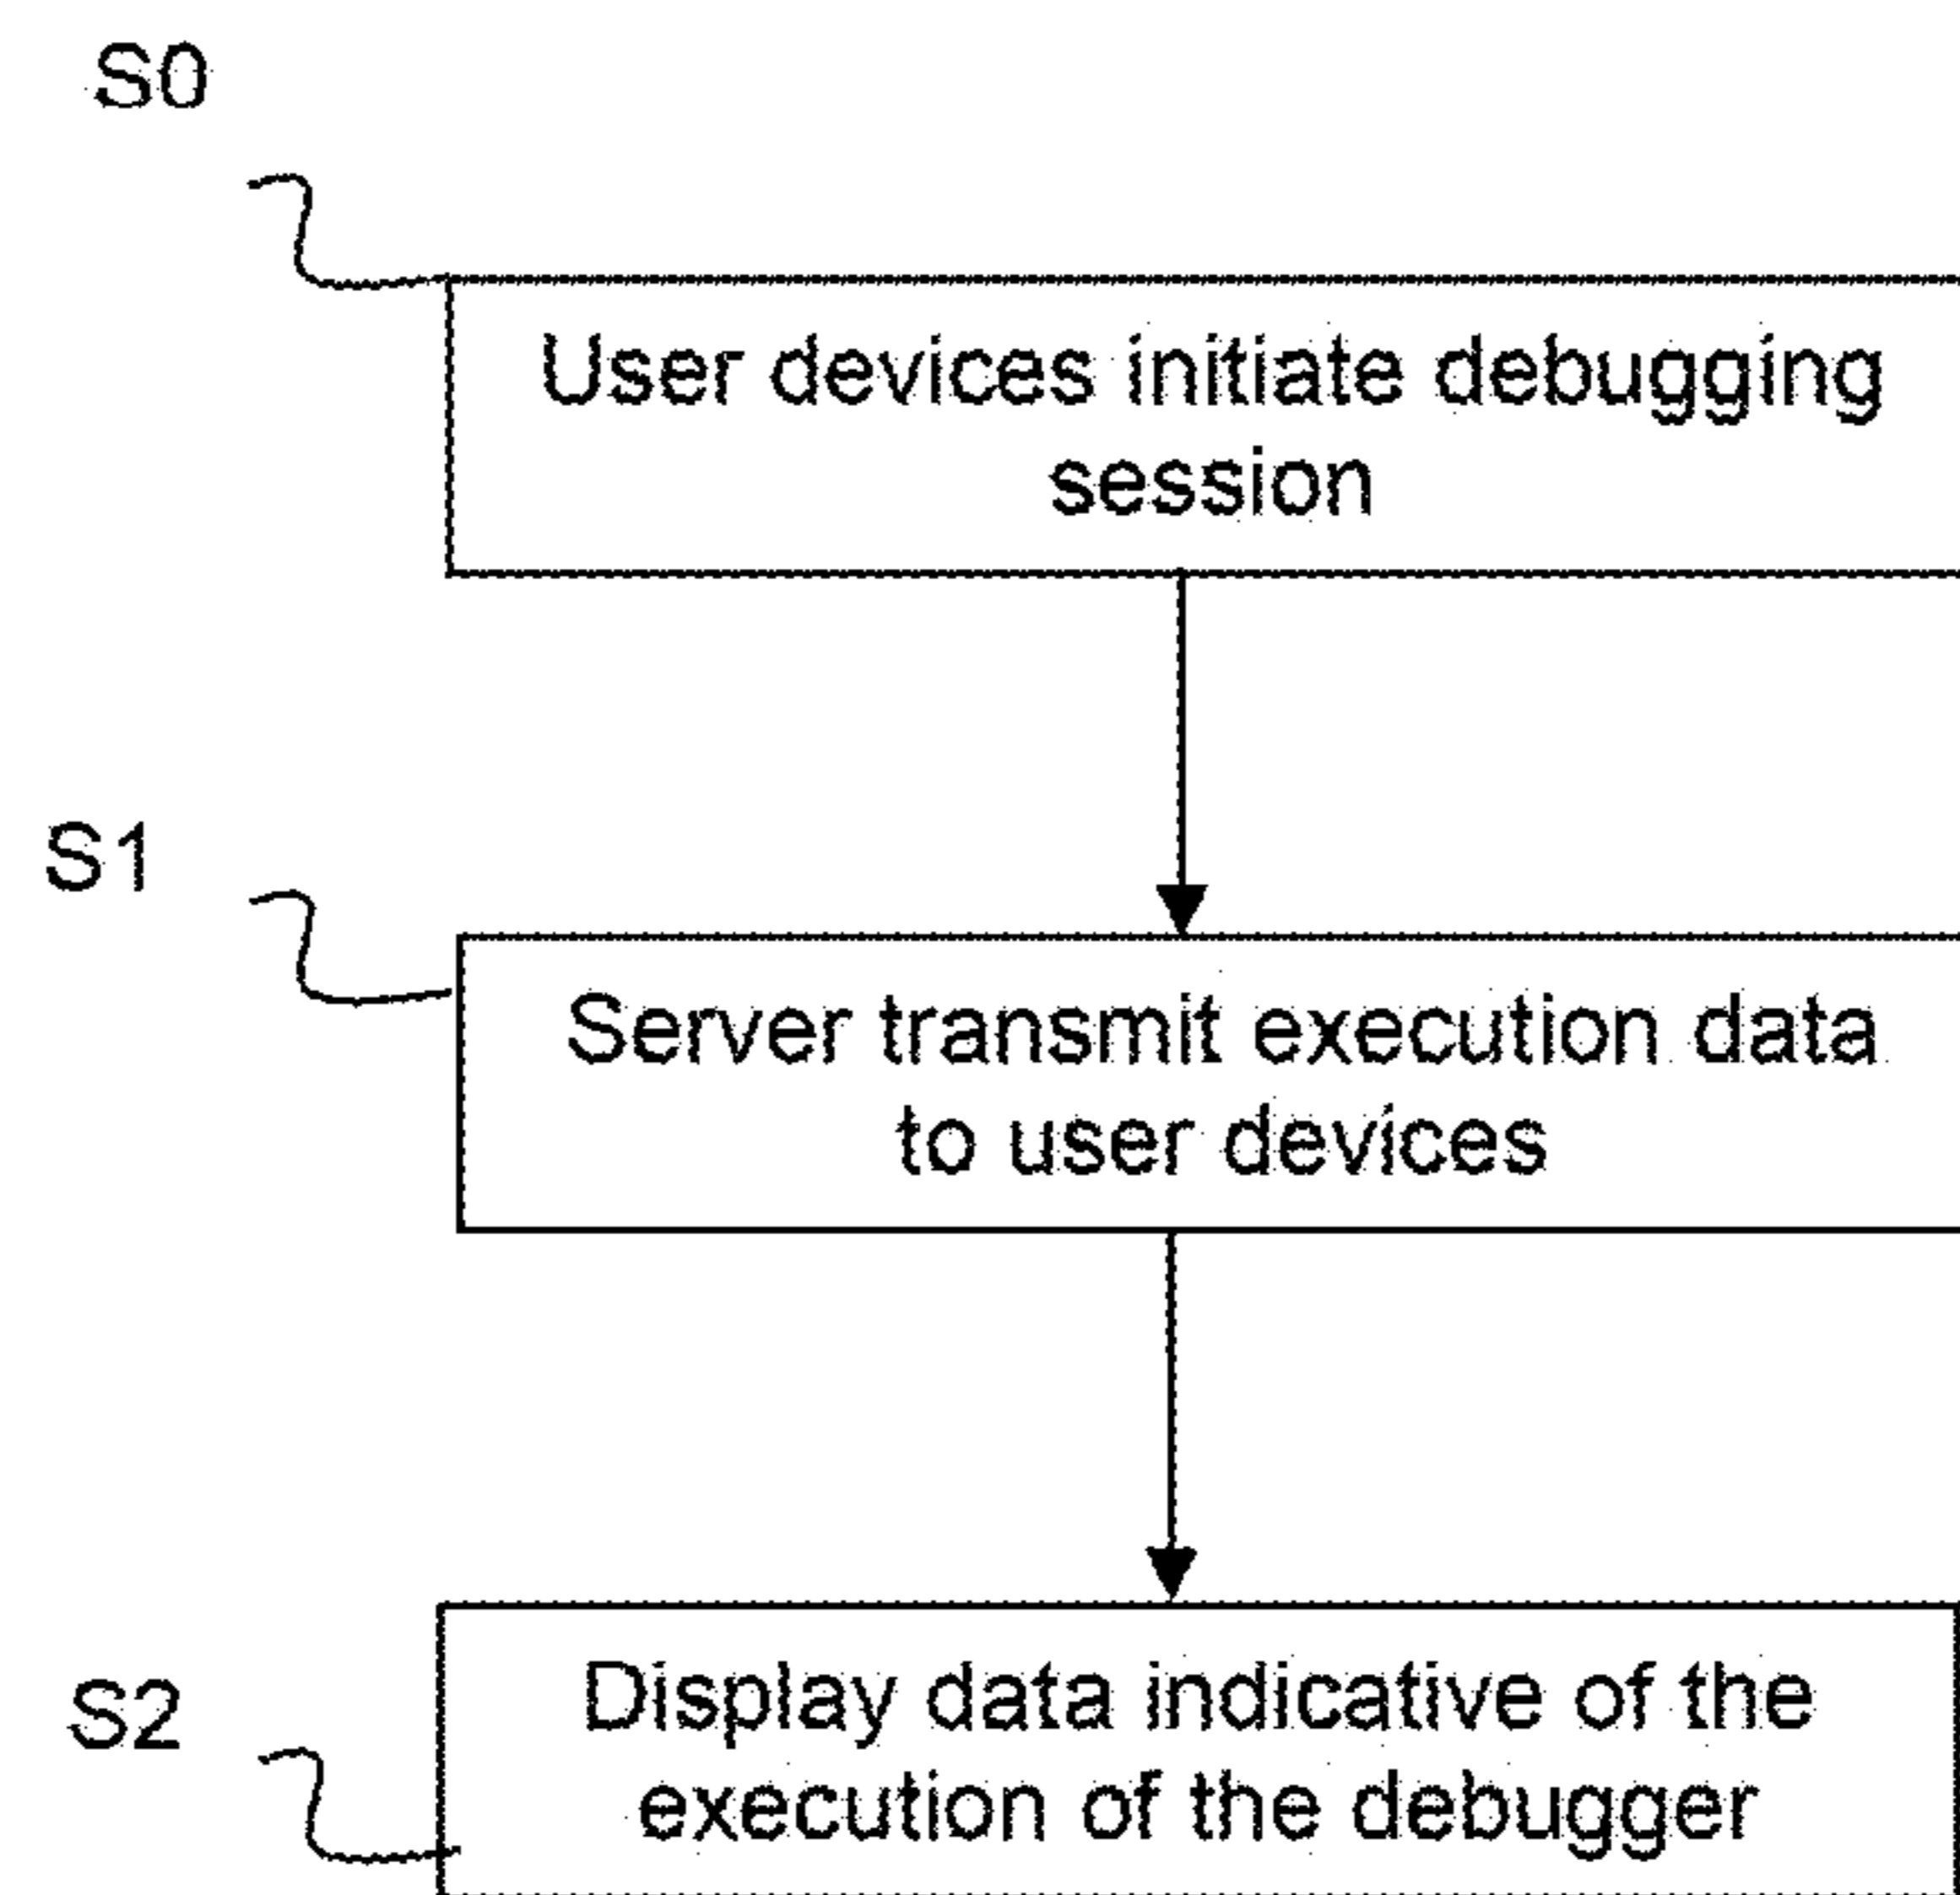 S0
User devices initiate debugging
session
S1
Server transmit execution data
to user devices
S2
Display data indicative of the
execution of the debugger